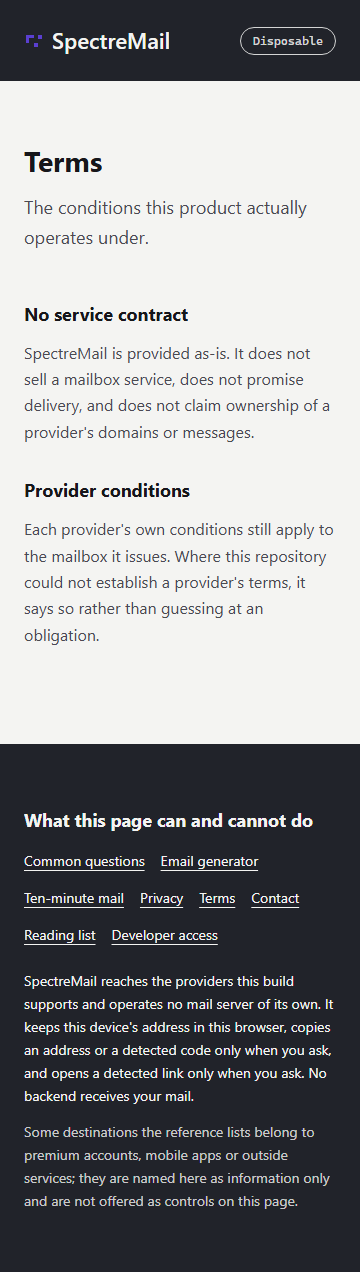 SpectreMail
Disposable
Terms
The conditions this product actually
operates under.
No service contract
SpectreMail is provided as-is. It does not
sell a mailbox service, does not promise
delivery, and does not claim ownership of a
provider's domains or messages.
Provider conditions
Each provider's own conditions still apply to
the mailbox it issues. Where this repository
could not establish a provider's terms, it
says so rather than guessing at an
obligation.
What this page can and cannot do
Common questions Email generator
Ten-minute mail Privacy Terms Contact
Reading list Developer access
SpectreMail reaches the providers this build
supports and operates no mail server of its own. It
keeps this device's address in this browser, copies
an address or a detected code only when you ask,
and opens a detected link only when you ask. No
backend receives your mail.
Some destinations the reference lists belong to
premium accounts, mobile apps or outside
services; they are named here as information only
and are not offered as controls on this page.